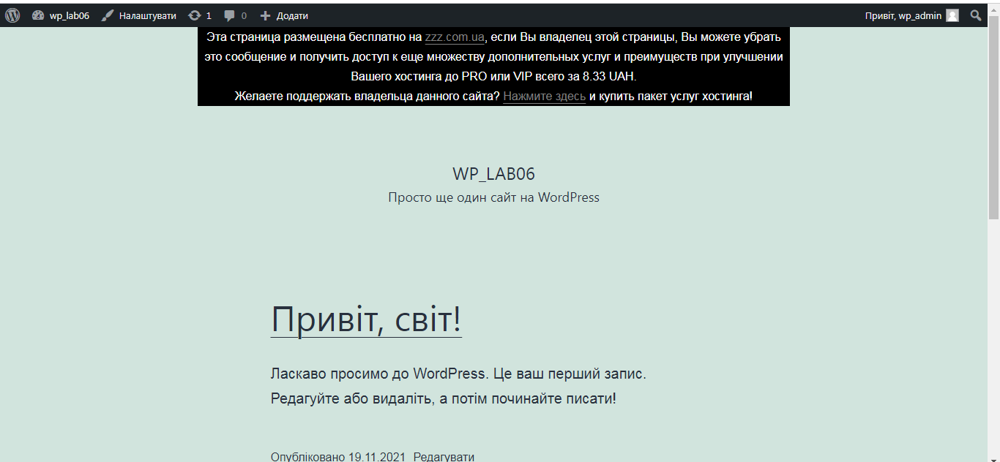 wp_lab06 Налаштувати 1 0 Додати Привіт, wp_admin
Эта страница размещена бесплатно на zzz.com.ua, если Вы владелец этой страницы, Вы можете убрать
это сообщение и получить доступ к еще множеству дополнительных услуг и преимуществ при улучшении
Вашего хостинга до PRO или VIP всего за 8.33 UAH.
Желаете поддержать владельца данного сайта? Нажмите здесь и купить пакет услуг хостинга!
WP_LAB06
Просто ще один сайт на WordPress
Привіт, світ!
Ласкаво просимо до WordPress. Це ваш перший запис.
Редагуйте або видаліть, а потім починайте писати!
Опубліковано 19.11.2021 Редагувати